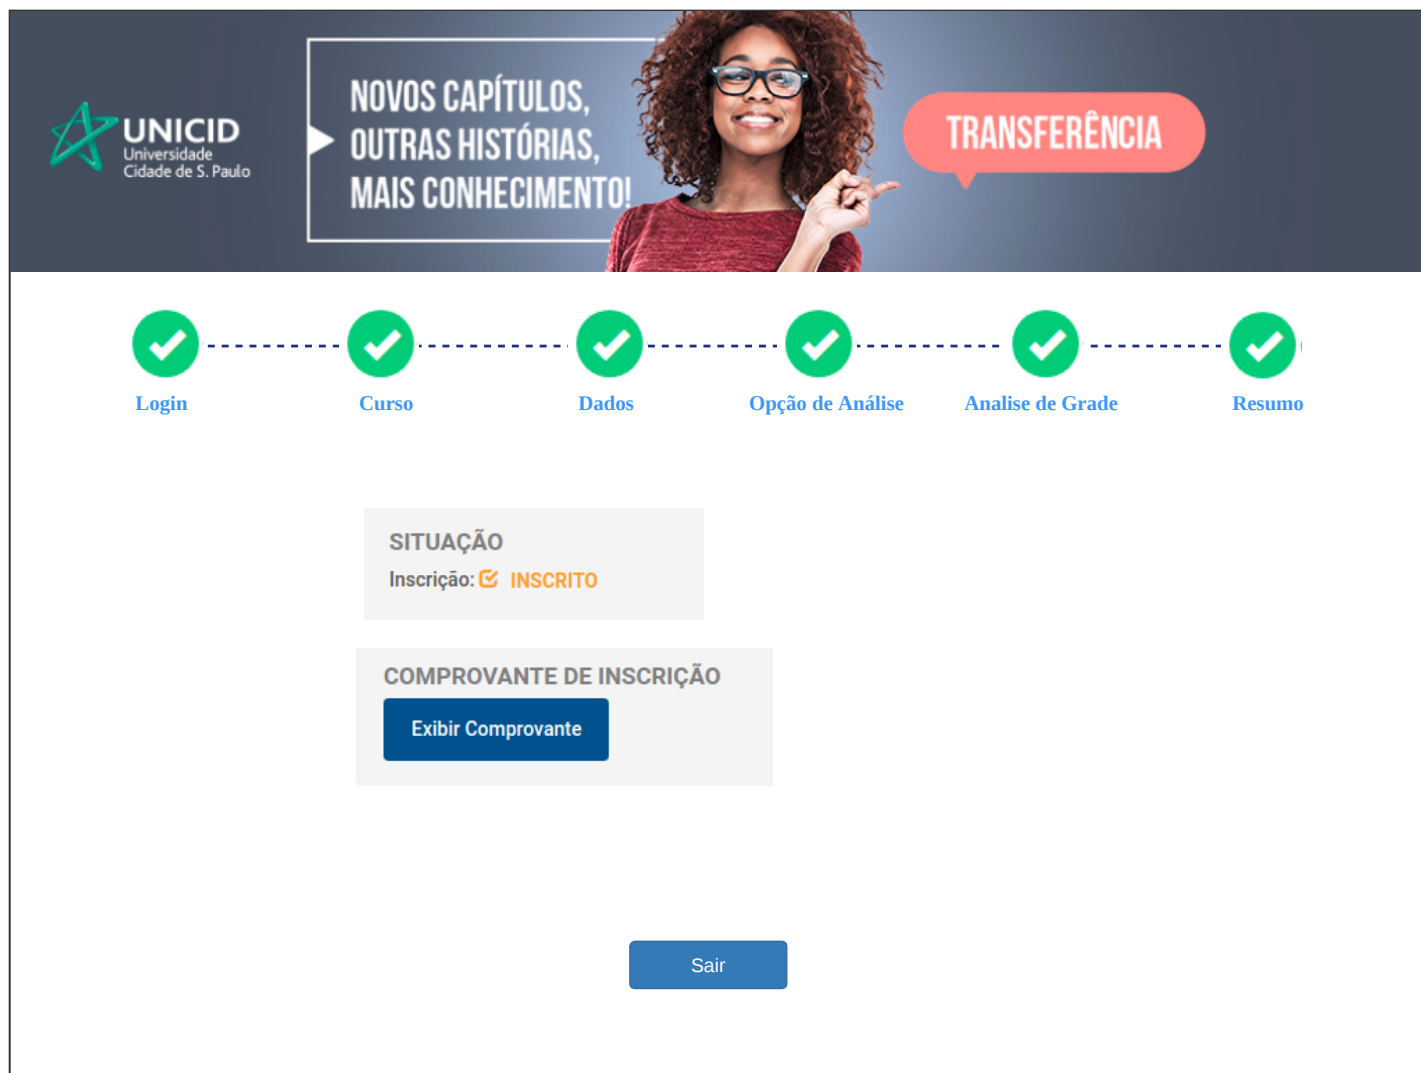 UNICID
Universidade
Cidade de S. Paulo
NOVOS CAPÍTULOS,
OUTRAS HISTÓRIAS,
MAIS CONHECIMENTO!
TRANSFERÊNCIA
Login
Curso
Dados
Opção de Análise
Analise de Grade
Resumo
SITUAÇÃO
Inscrição: INSCRITO
COMPROVANTE DE INSCRIÇÃO
Exibir Comprovante
Sair